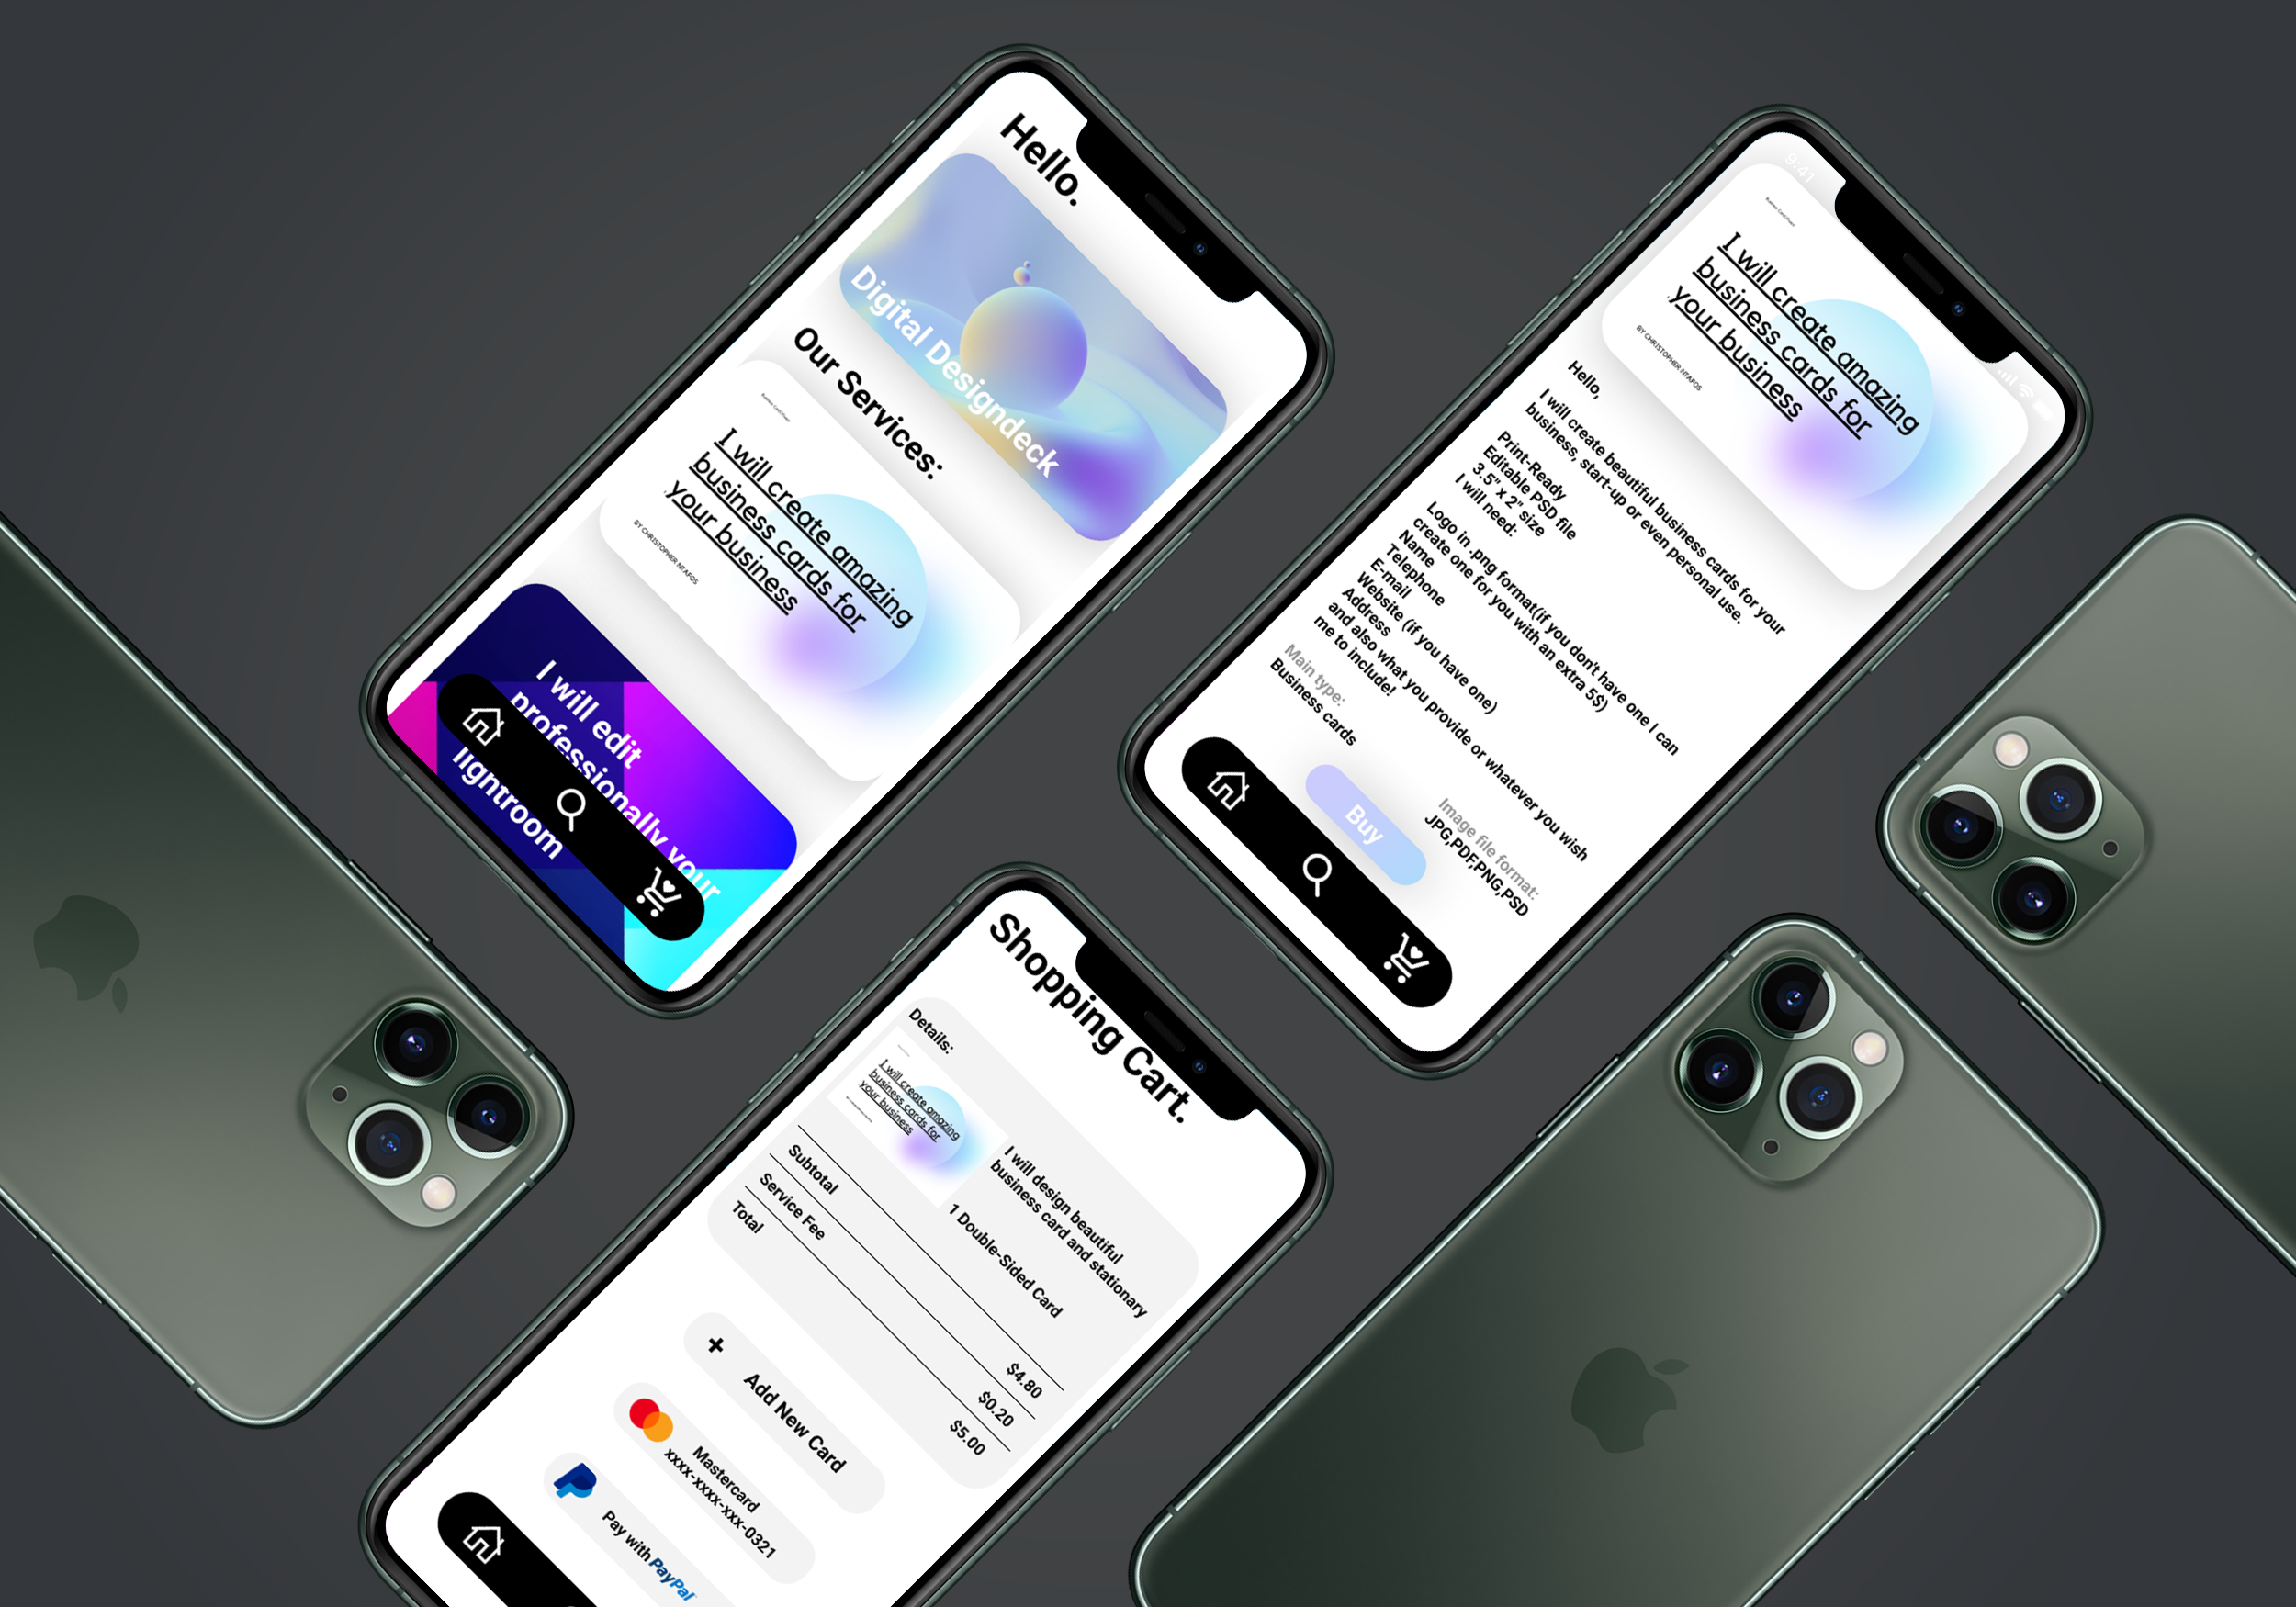 Hello.
Digital Designdeck
Our Services:
Business Card Project
I will create amazing
business cards for
your business
BY CHRISTOPHER NTAFOS
I will edit
professionally your
lightroom
9:41
Business Card Project
I will create amazing
business cards for
your business
BY CHRISTOPHER NTAFOS
Hello,
I will create beautiful business cards for your
business, start-up or even personal use.
Print-Ready
Editable PSD file
3.5" x 2" size
I will need:
Logo in .png format(if you don't have one I can
create one for you with an extra 5$)
Name
Telephone
E-mail
Website (if you have one)
Address
and also what you provide or whatever you wish
me to include!
Main type:
Business cards
Image file format:
JPG,PDF,PNG,PSD
Buy
Shopping Cart.
Details:
I will create amazing
business cards for
your business
I will design beautiful
business card and stationary
1 Double-Sided Card
Subtotal $4.80
Service Fee $0.20
Total $5.00
+ Add New Card
Mastercard
xxxx-xxxx-xxx-0321
Pay with PayPal